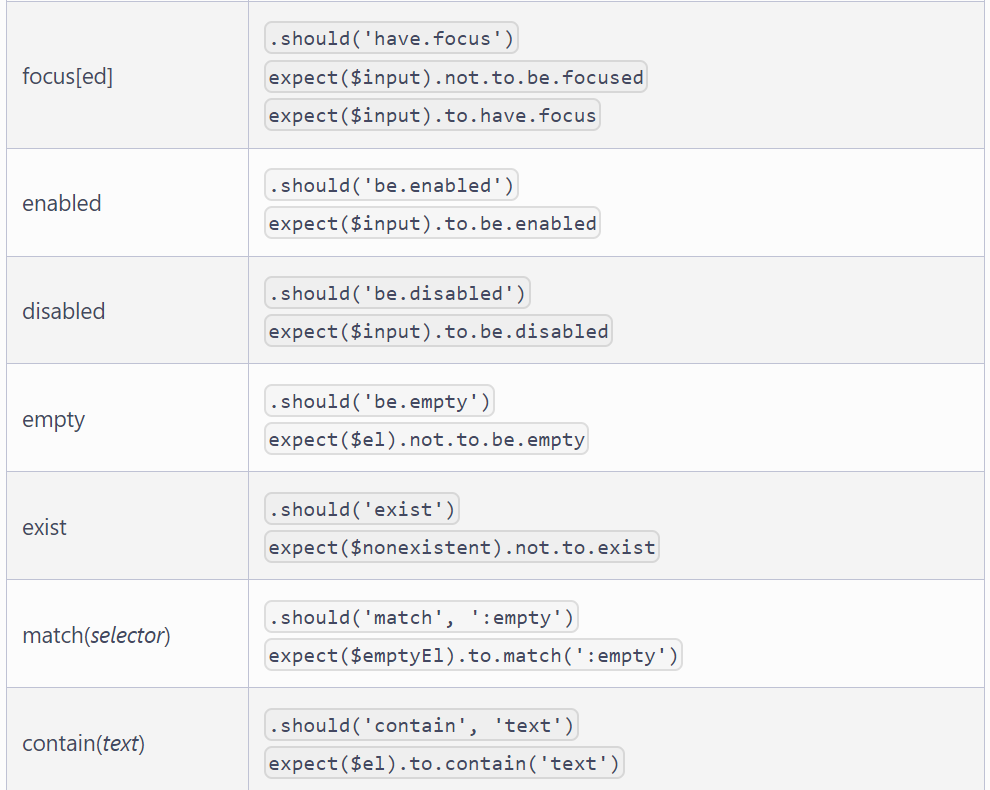 focus[ed]
.should('have.focus')
expect($input).not.to.be.focused
expect($input).to.have.focus
enabled
.should('be.enabled')
expect($input).to.be.enabled
disabled
.should('be.disabled')
expect($input).to.be.disabled
empty
.should('be.empty')
expect($el).not.to.be.empty
exist
.should('exist')
expect($nonexistent).not.to.exist
match(selector)
.should('match', ':empty')
expect($emptyEl).to.match(':empty')
contain(text)
.should('contain', 'text')
expect($el).to.contain('text')